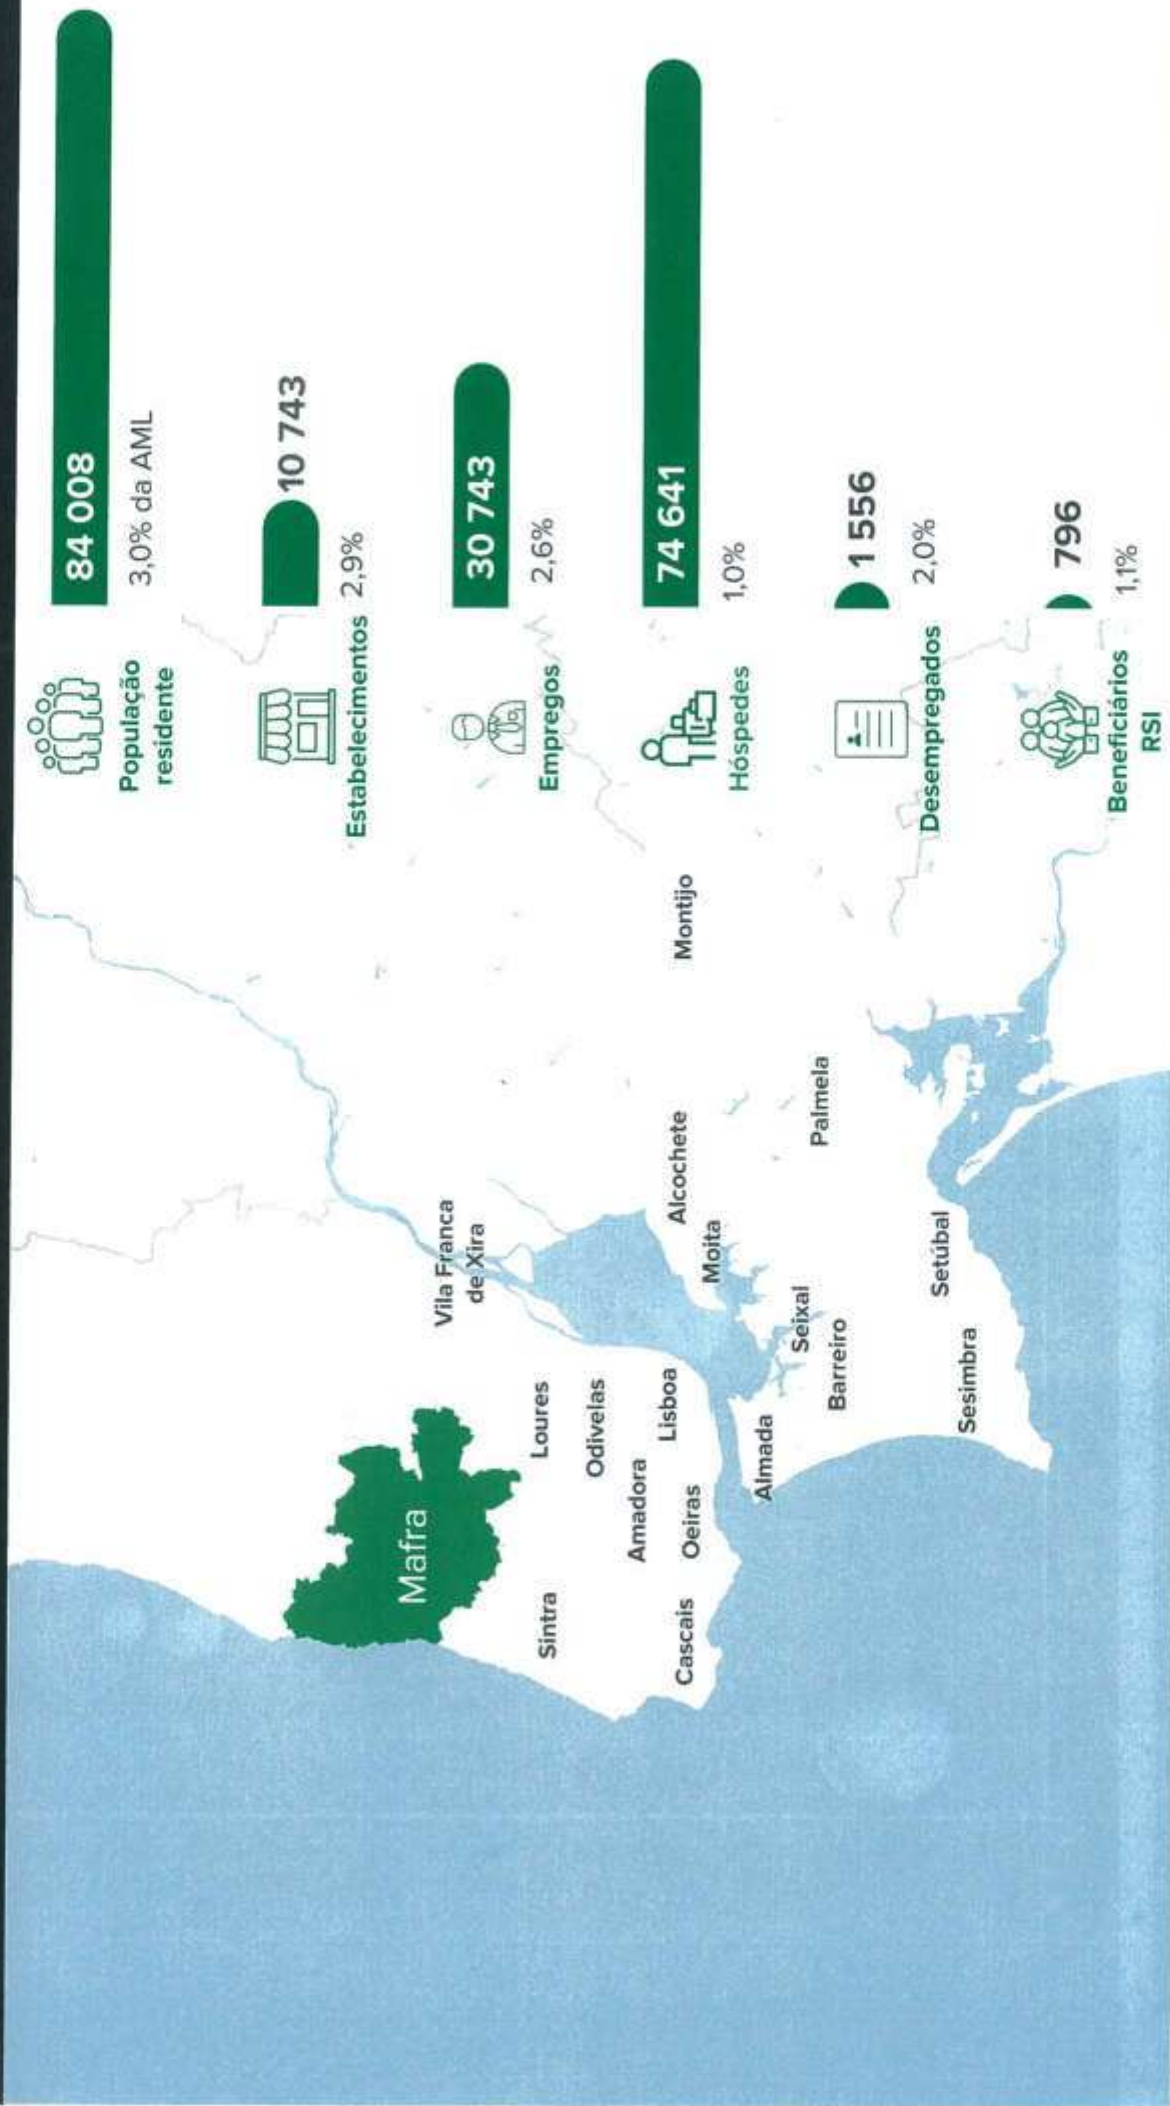 Mafra
Vila Franca
de Xira
Loures
Sintra
Odivelas
Amadora
Lisboa
Cascais
Oeiras
Alcochete
Montijo
Moita
Almada
Seixal
Palmela
Barreiro
Setúbal
Sesimbra
População
residente
84 008
3,0% da AML
Estabelecimentos
10 743
2,9%
Empregos
30 743
2,6%
Hóspedes
74 641
1,0%
Desempregados
1 556
2,0%
Beneficiários
RSI
796
1,1%